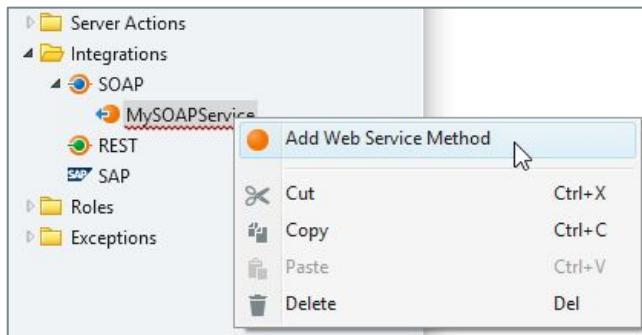 Server Actions
Integrations
SOAP
MySOAPService
Add Web Service Method
REST
SAP SAP
Cut Ctrl+X
Roles
Copy Ctrl+C
Exceptions
Paste Ctrl+V
Delete Del